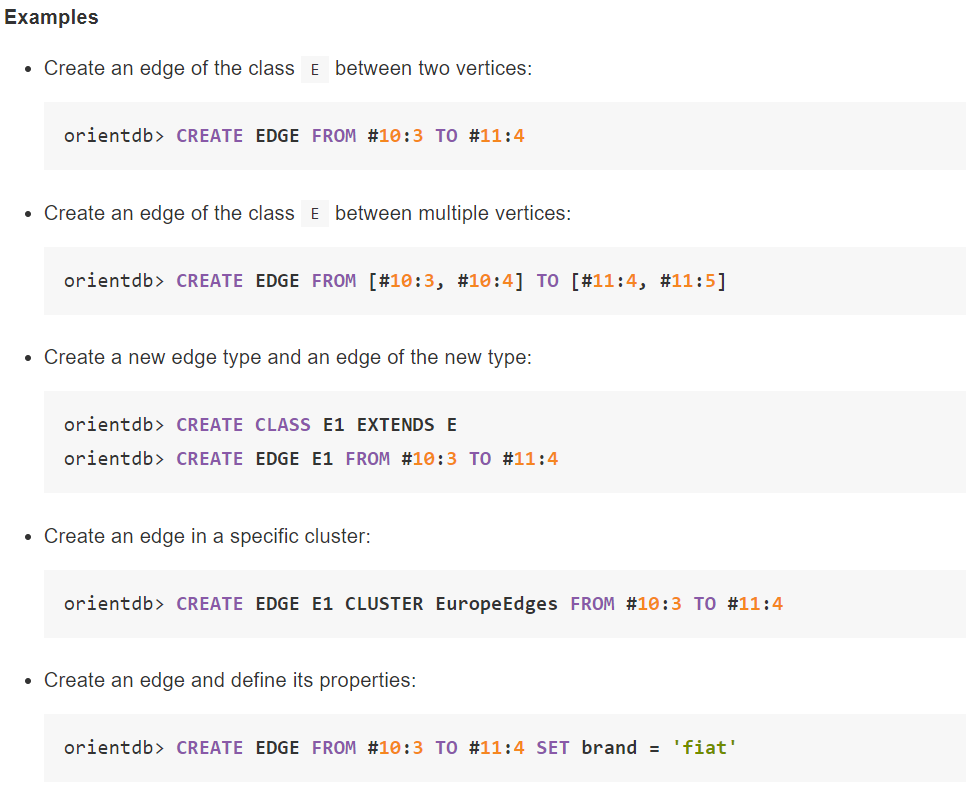 Examples
• Create an edge of the class E between two vertices:
orientdb> CREATE EDGE FROM #10:3 TO #11:4
• Create an edge of the class E between multiple vertices:
orientdb> CREATE EDGE FROM [#10:3, #10:4] TO [#11:4, #11:5]
• Create a new edge type and an edge of the new type:
orientdb> CREATE CLASS E1 EXTENDS E
orientdb> CREATE EDGE E1 FROM #10:3 TO #11:4
• Create an edge in a specific cluster:
orientdb> CREATE EDGE E1 CLUSTER EuropeEdges FROM #10:3 TO #11:4
• Create an edge and define its properties:
orientdb> CREATE EDGE FROM #10:3 TO #11:4 SET brand = 'fiat'